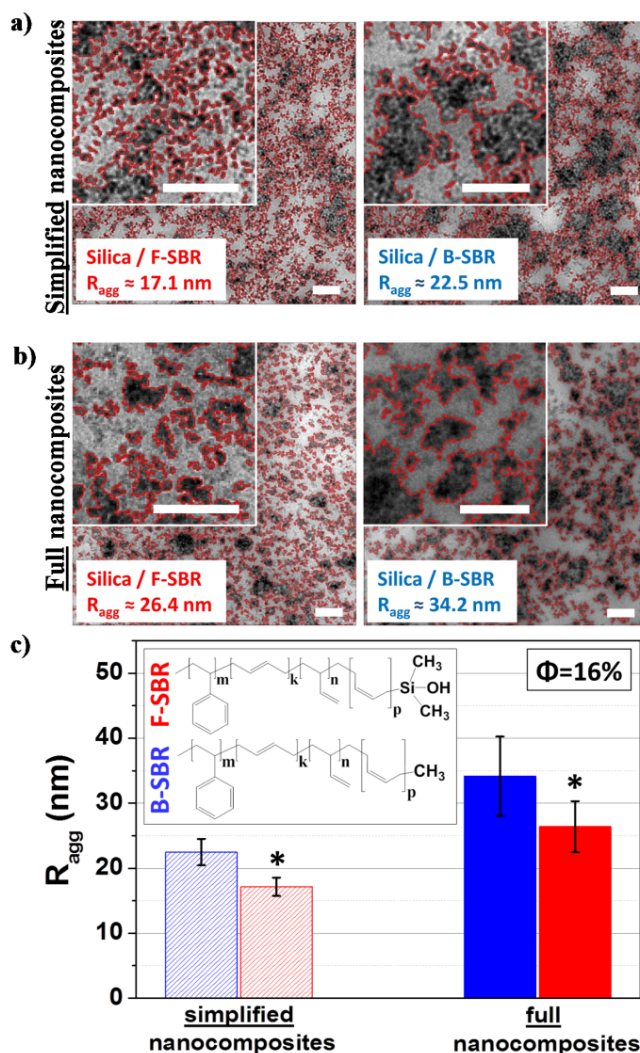 a)
Simplified nanocomposites
Silica / F-SBR
R_agg ≈ 17.1 nm
Silica / B-SBR
R_agg ≈ 22.5 nm
b)
Full nanocomposites
Silica / F-SBR
R_agg ≈ 26.4 nm
Silica / B-SBR
R_agg ≈ 34.2 nm
c)
Φ=16%
F-SBR
m
k
n
p
CH₃
Si
OH
CH₃
B-SBR
m
k
n
p
CH₃
R_agg (nm)
50
40
30
20
10
0
*
*
simplified
nanocomposites
full
nanocomposites